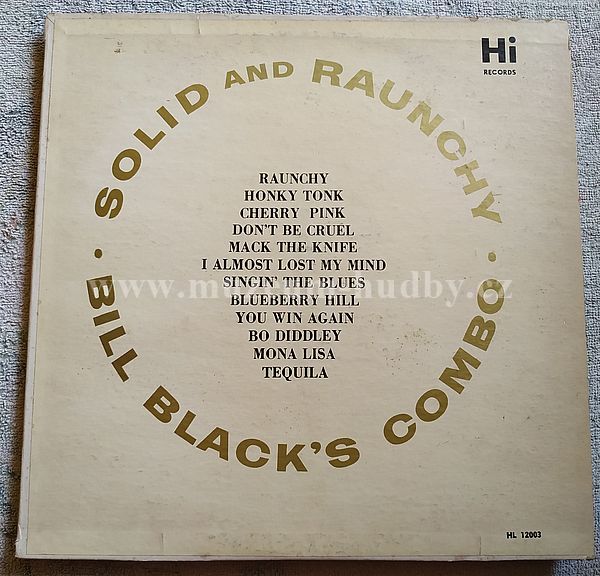 Hi
RECORDS
SOLID AND RAUNCHY
RAUNCHY
HONKY TONK
CHERRY PINK
DON'T BE CRUEL
MACK THE KNIFE
I ALMOST LOST MY MIND
SINGIN' THE BLUES
BLUEBERRY HILL
YOU WIN AGAIN
BO DIDDLEY
MONA LISA
TEQUILA
· BILL BLACK'S COMBO ·
HL 12003